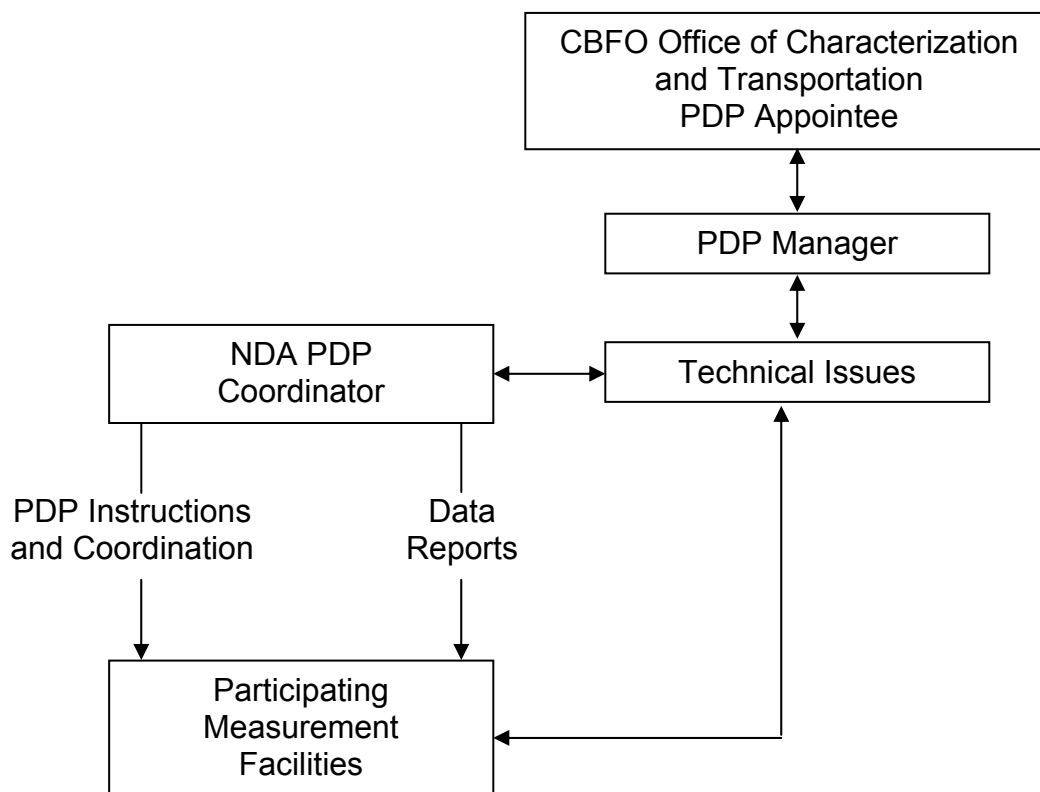 CBFO Office of Characterization
and Transportation
PDP Appointee
PDP Manager
NDA PDP
Coordinator
Technical Issues
PDP Instructions
and Coordination
Data
Reports
Participating
Measurement
Facilities